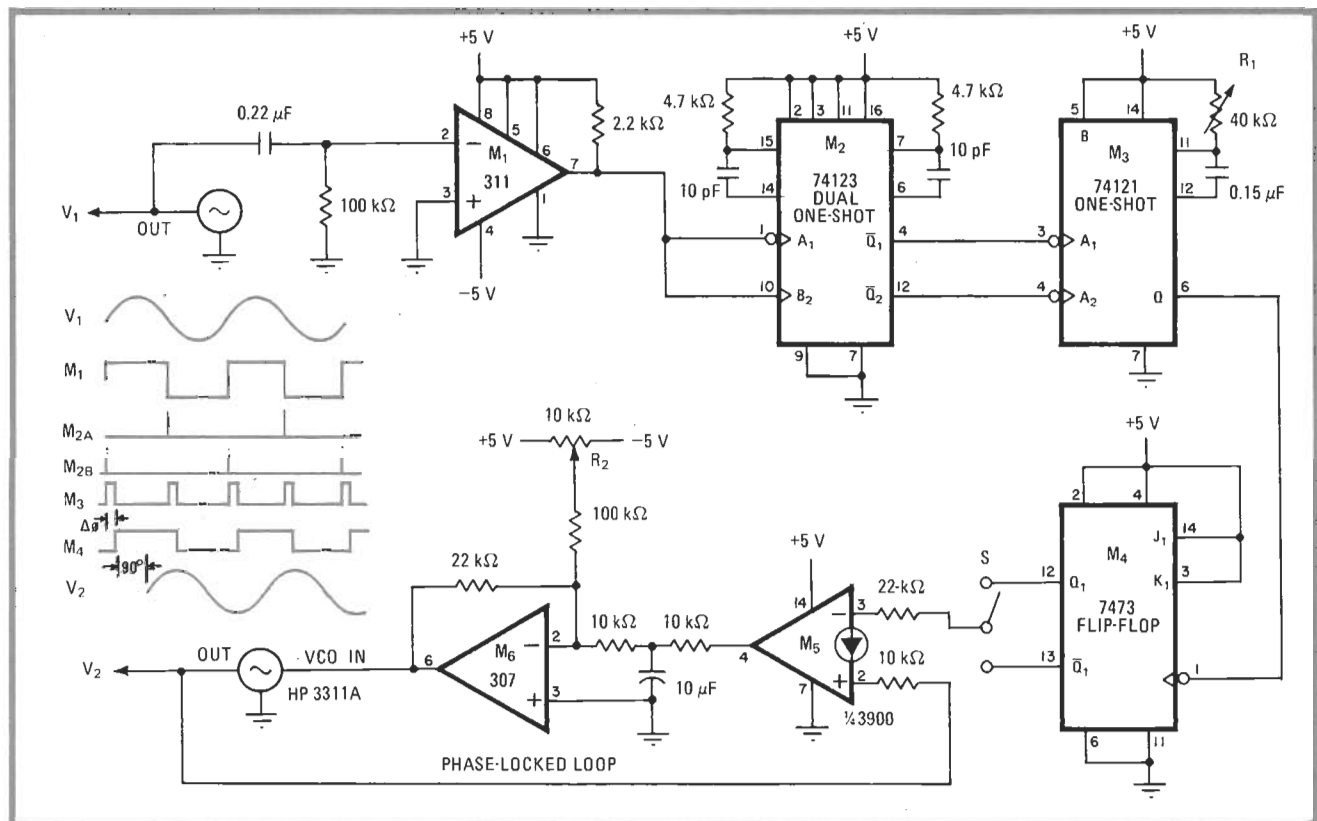 +5 V
0.22 µF
2.2 kΩ
100 kΩ
V₁
OUT
2
−
3
+
M₁
311
8
5
6
7
1
4
−5 V
+5 V
4.7 kΩ
4.7 kΩ
2
3
11
16
15
14
10 pF
7
6
10 pF
M₂
74123
DUAL
ONE-SHOT
1
A₁
10
B₂
Q̅₁
4
Q̅₂
12
9
7
+5 V
R₁
40 kΩ
5
14
B
11
12
0.15 µF
M₃
74121
ONE-SHOT
3
A₁
4
A₂
Q
6
7
V₁
M₁
M₂A
M₂B
M₃
Δø
M₄
90°
V₂
10 kΩ
+5 V
−5 V
R₂
100 kΩ
22 kΩ
10 kΩ
10 kΩ
10 µF
2
−
3
+
M₆
307
6
VCO IN
OUT
V₂
HP 3311A
+5 V
14
4
M₅
−
3
22-kΩ
+
2
10 kΩ
7
¼ 3900
S
+5 V
2
4
14
J₁
3
K₁
M₄
7473
FLIP-FLOP
12
Q₁
13
Q̅₁
1
6
11
PHASE-LOCKED LOOP